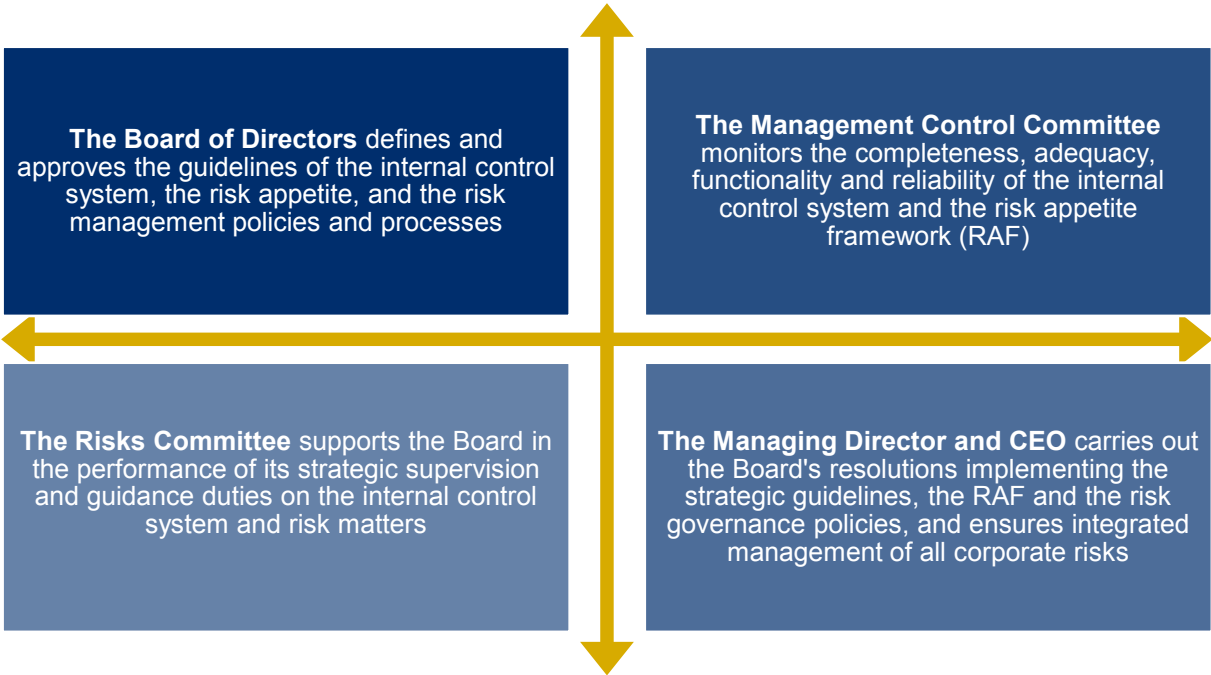 The Board of Directors defines and
approves the guidelines of the internal control
system, the risk appetite, and the risk
management policies and processes
The Management Control Committee
monitors the completeness, adequacy,
functionality and reliability of the internal
control system and the risk appetite
framework (RAF)
The Risks Committee supports the Board in
the performance of its strategic supervision
and guidance duties on the internal control
system and risk matters
The Managing Director and CEO carries out
the Board's resolutions implementing the
strategic guidelines, the RAF and the risk
governance policies, and ensures integrated
management of all corporate risks